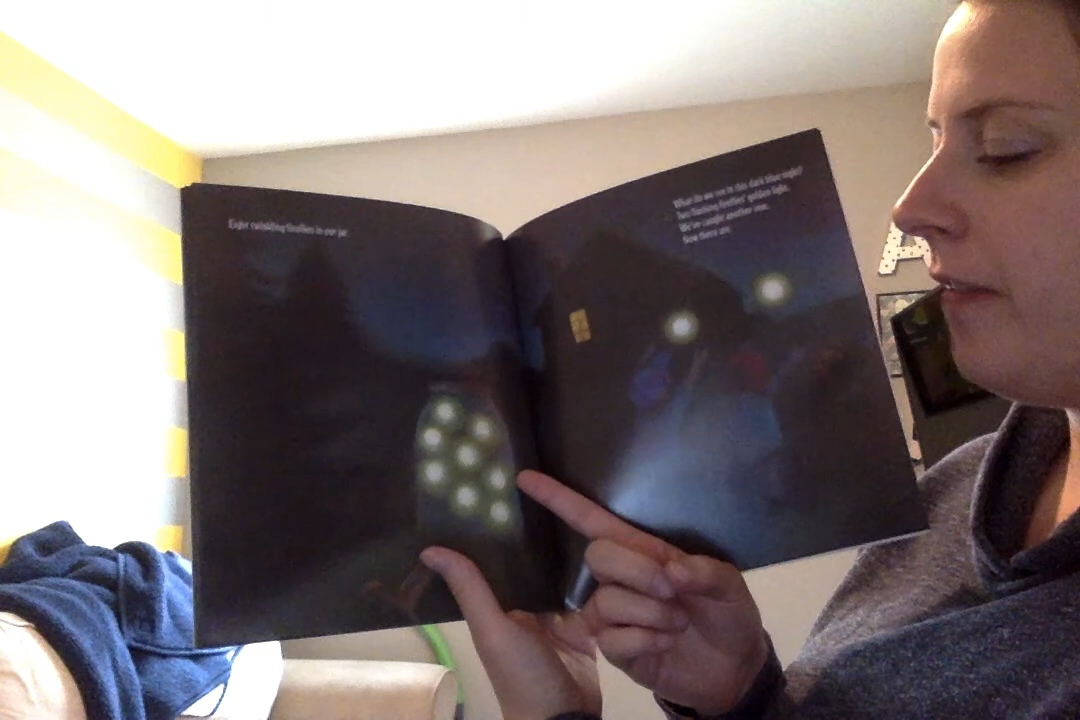 Eight twinkling fireflies in our jar.
What do we see in this dark blue night?
Two flashing fireflies' golden light.
We've caught another one.
Now there are
A